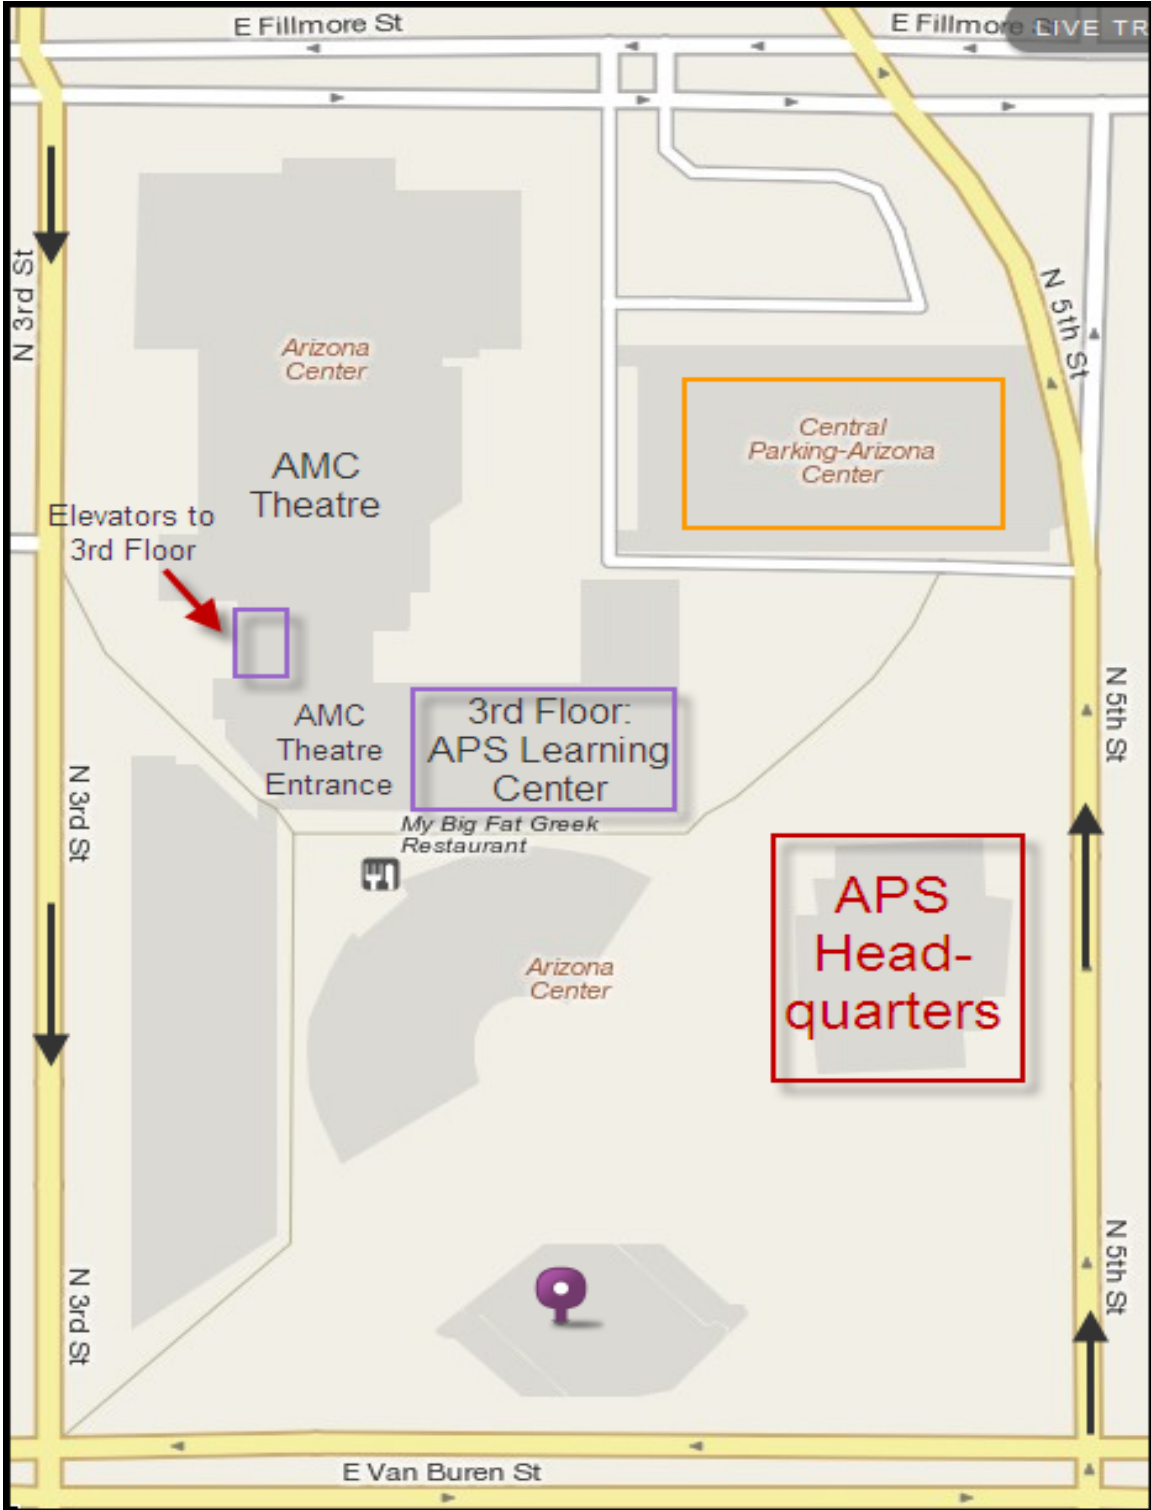 E Fillmore St
E Fillmore St
LIVE TR
N 3rd St
N 5th St
Arizona
Center
Central
Parking-Arizona
Center
AMC
Theatre
Elevators to
3rd Floor
AMC
Theatre
Entrance
3rd Floor:
APS Learning
Center
N 5th St
N 3rd St
My Big Fat Greek
Restaurant
APS
Head-
quarters
Arizona
Center
N 3rd St
N 5th St
E Van Buren St